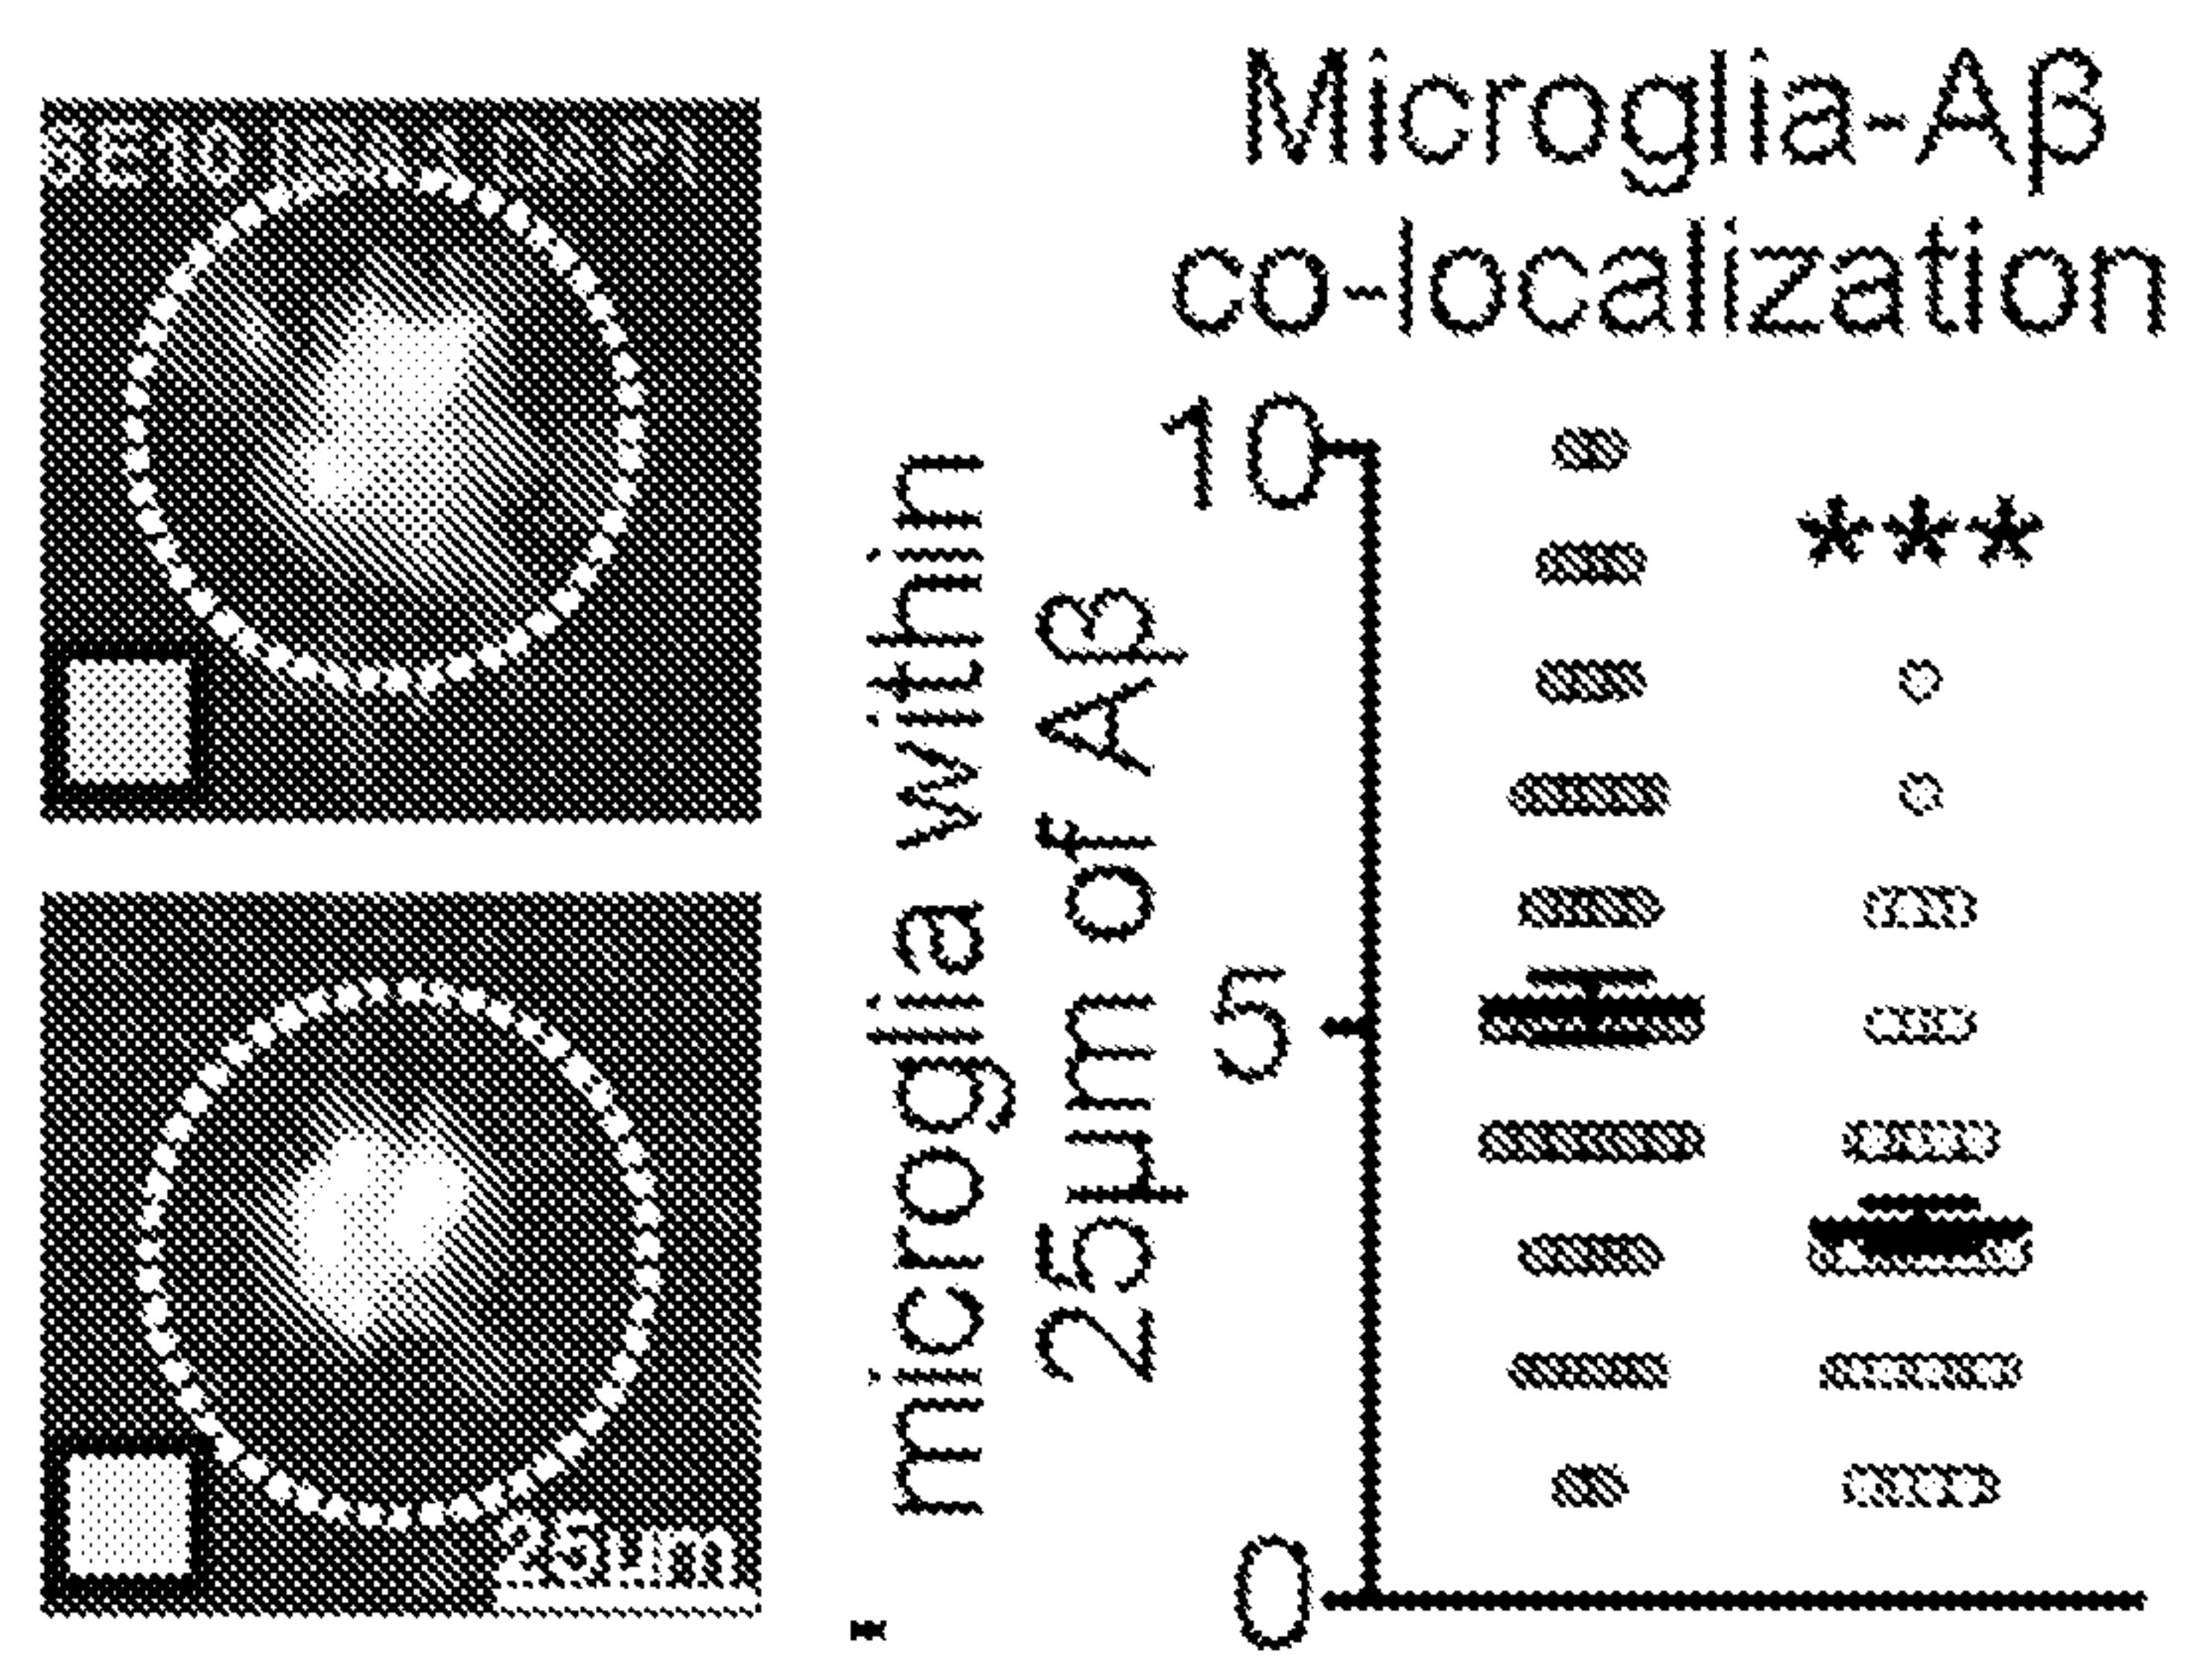 Microglia-Aβ
co-localization
microglia within
25µm of Aβ
10
5
0
***
25µm